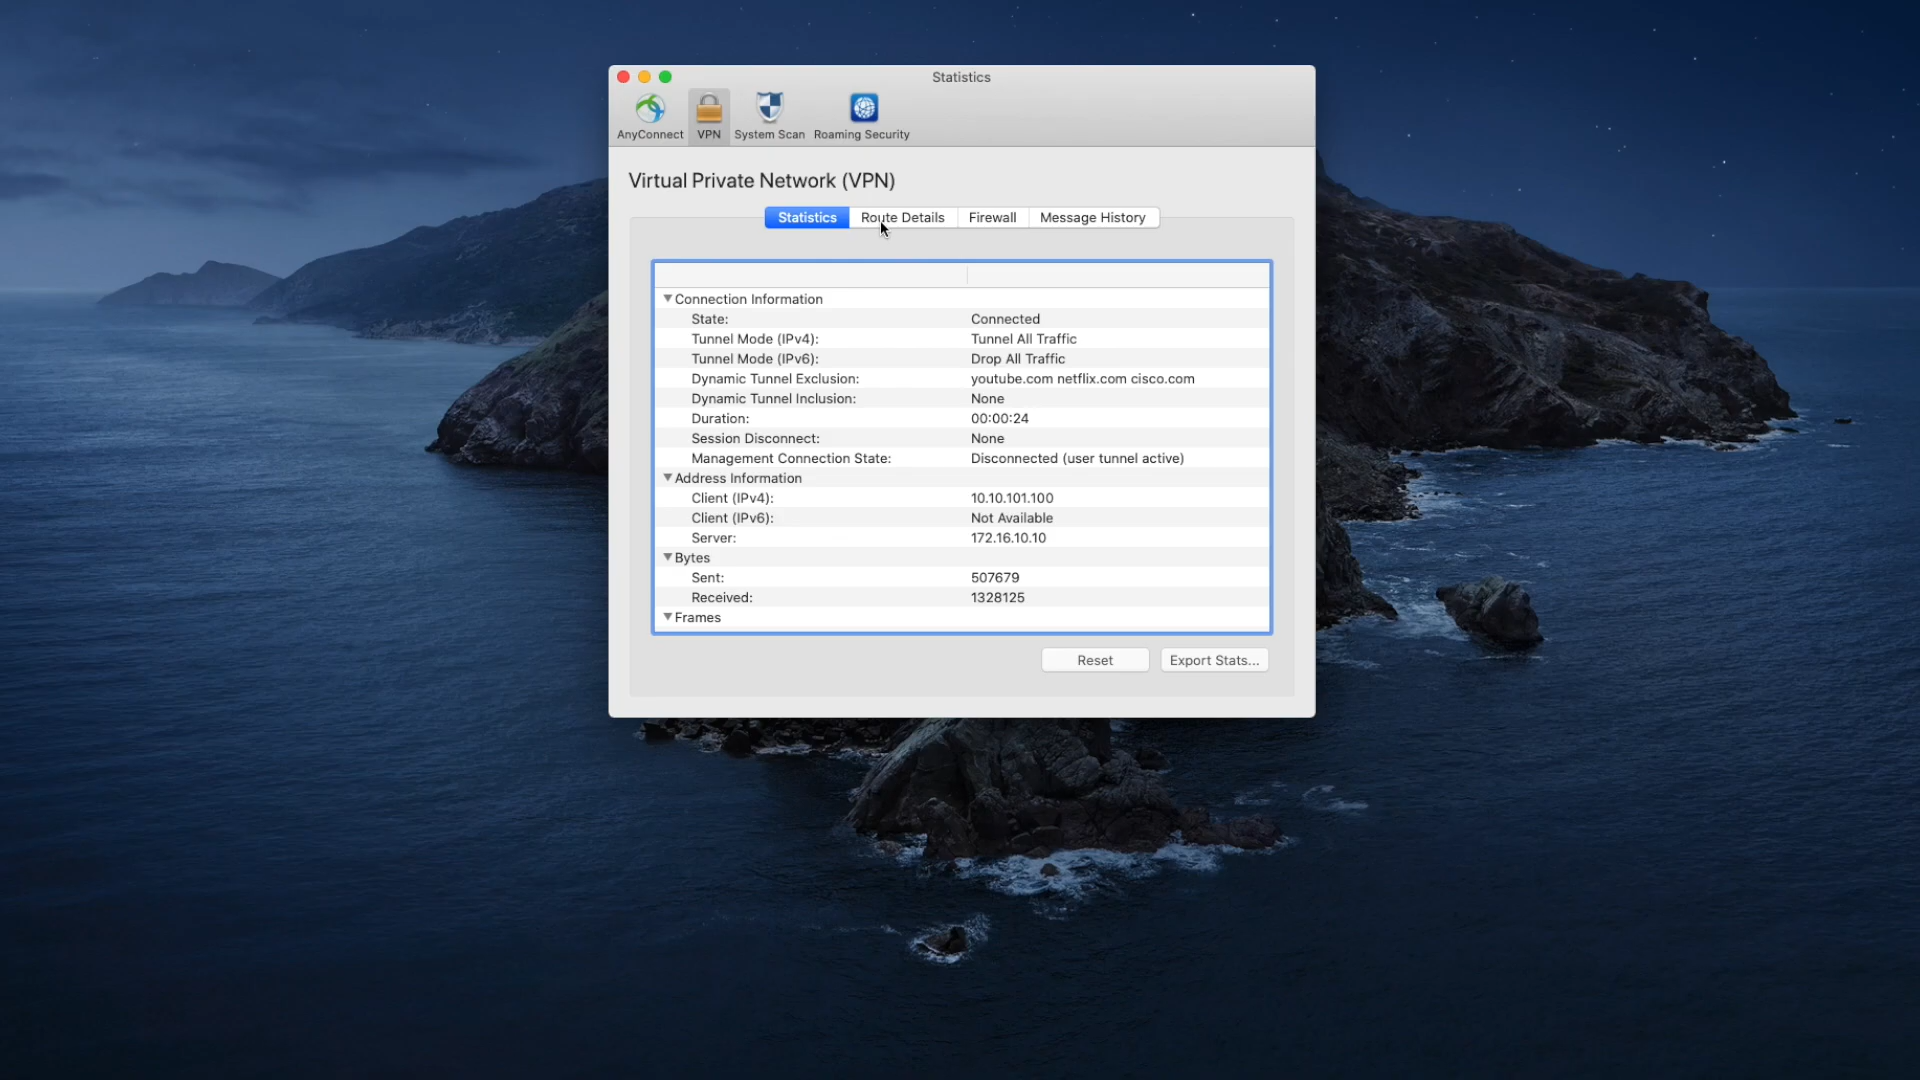 Statistics
AnyConnect VPN System Scan Roaming Security
Virtual Private Network (VPN)
Statistics Route Details Firewall Message History
Connection Information
State: Connected
Tunnel Mode (IPv4): Tunnel All Traffic
Tunnel Mode (IPv6): Drop All Traffic
Dynamic Tunnel Exclusion: youtube.com netflix.com cisco.com
Dynamic Tunnel Inclusion: None
Duration: 00:00:24
Session Disconnect: None
Management Connection State: Disconnected (user tunnel active)
Address Information
Client (IPv4): 10.10.101.100
Client (IPv6): Not Available
Server: 172.16.10.10
Bytes
Sent: 507679
Received: 1328125
Frames
Reset Export Stats...